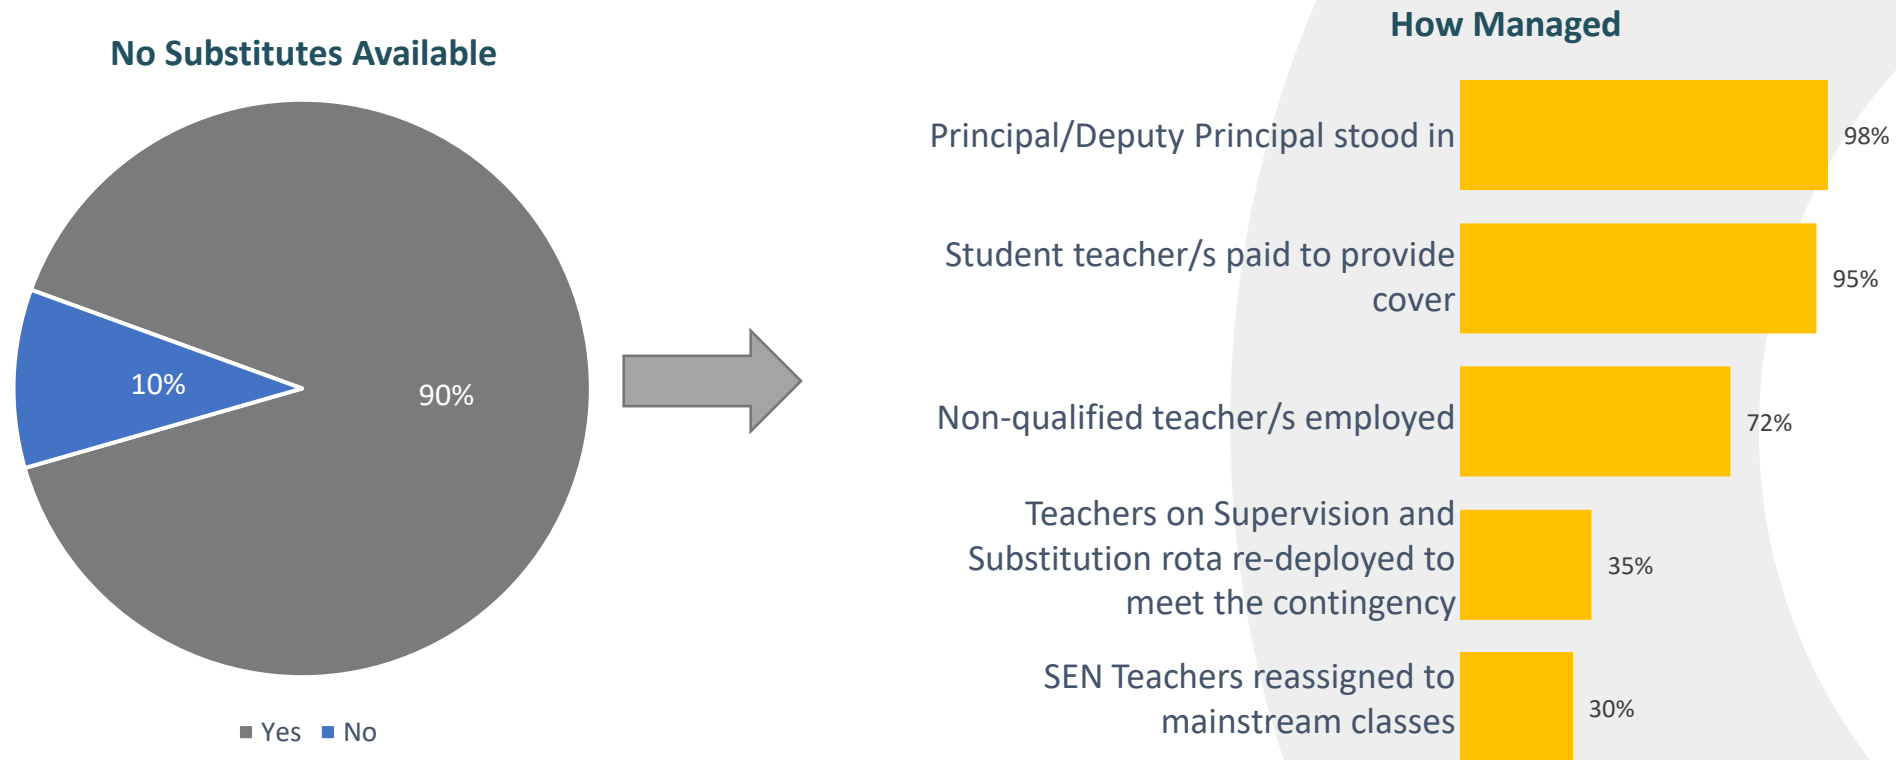 No Substitutes Available
10%
90%
Yes
No
How Managed
Principal/Deputy Principal stood in
98%
Student teacher/s paid to provide
cover
95%
Non-qualified teacher/s employed
72%
Teachers on Supervision and
Substitution rota re-deployed to
meet the contingency
35%
SEN Teachers reassigned to
mainstream classes
30%